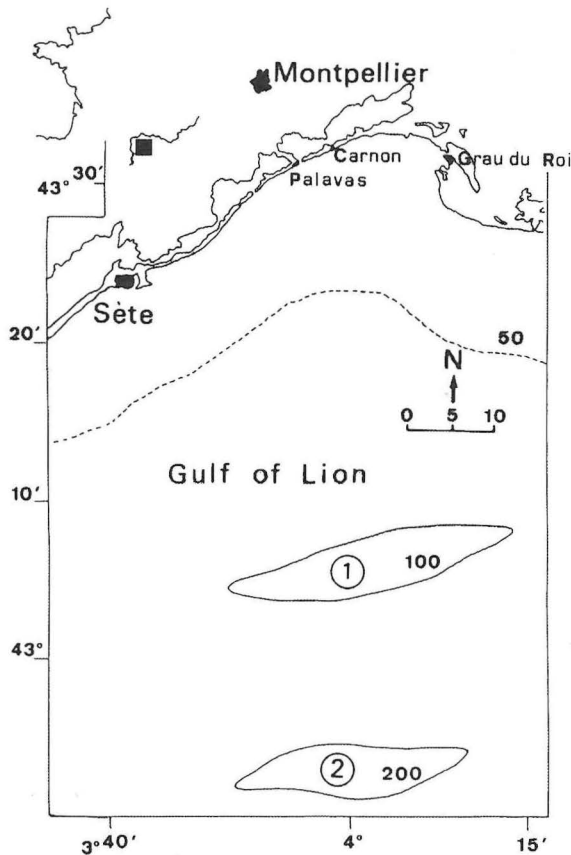 Montpellier
43° 30′
Carnon
Grau du Roi
Palavas
Sète
20′
50
N
0 5 10
Gulf of Lion
10′
1 100
43°
2 200
3° 40′ 4° 15′